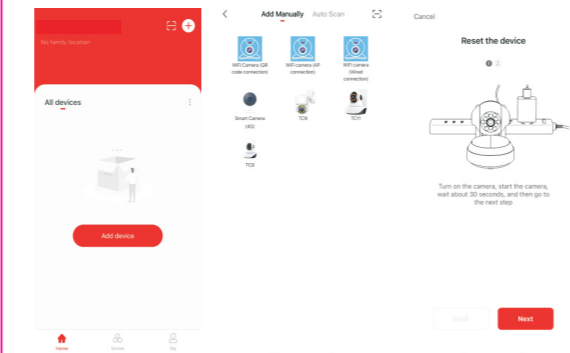 No family location
All devices
Add device
Home
Scene
My
Add Manually Auto Scan
WiFi Camera (QR
code connection)
WiFi camera (AP
connection)
WiFi camera
(Wired
connection)
Smart Camera
(4G)
TC11
Cancel
Reset the device
1 2
Turn on the camera, start the camera,
wait about 30 seconds, and then go to
the next step
Back
Next